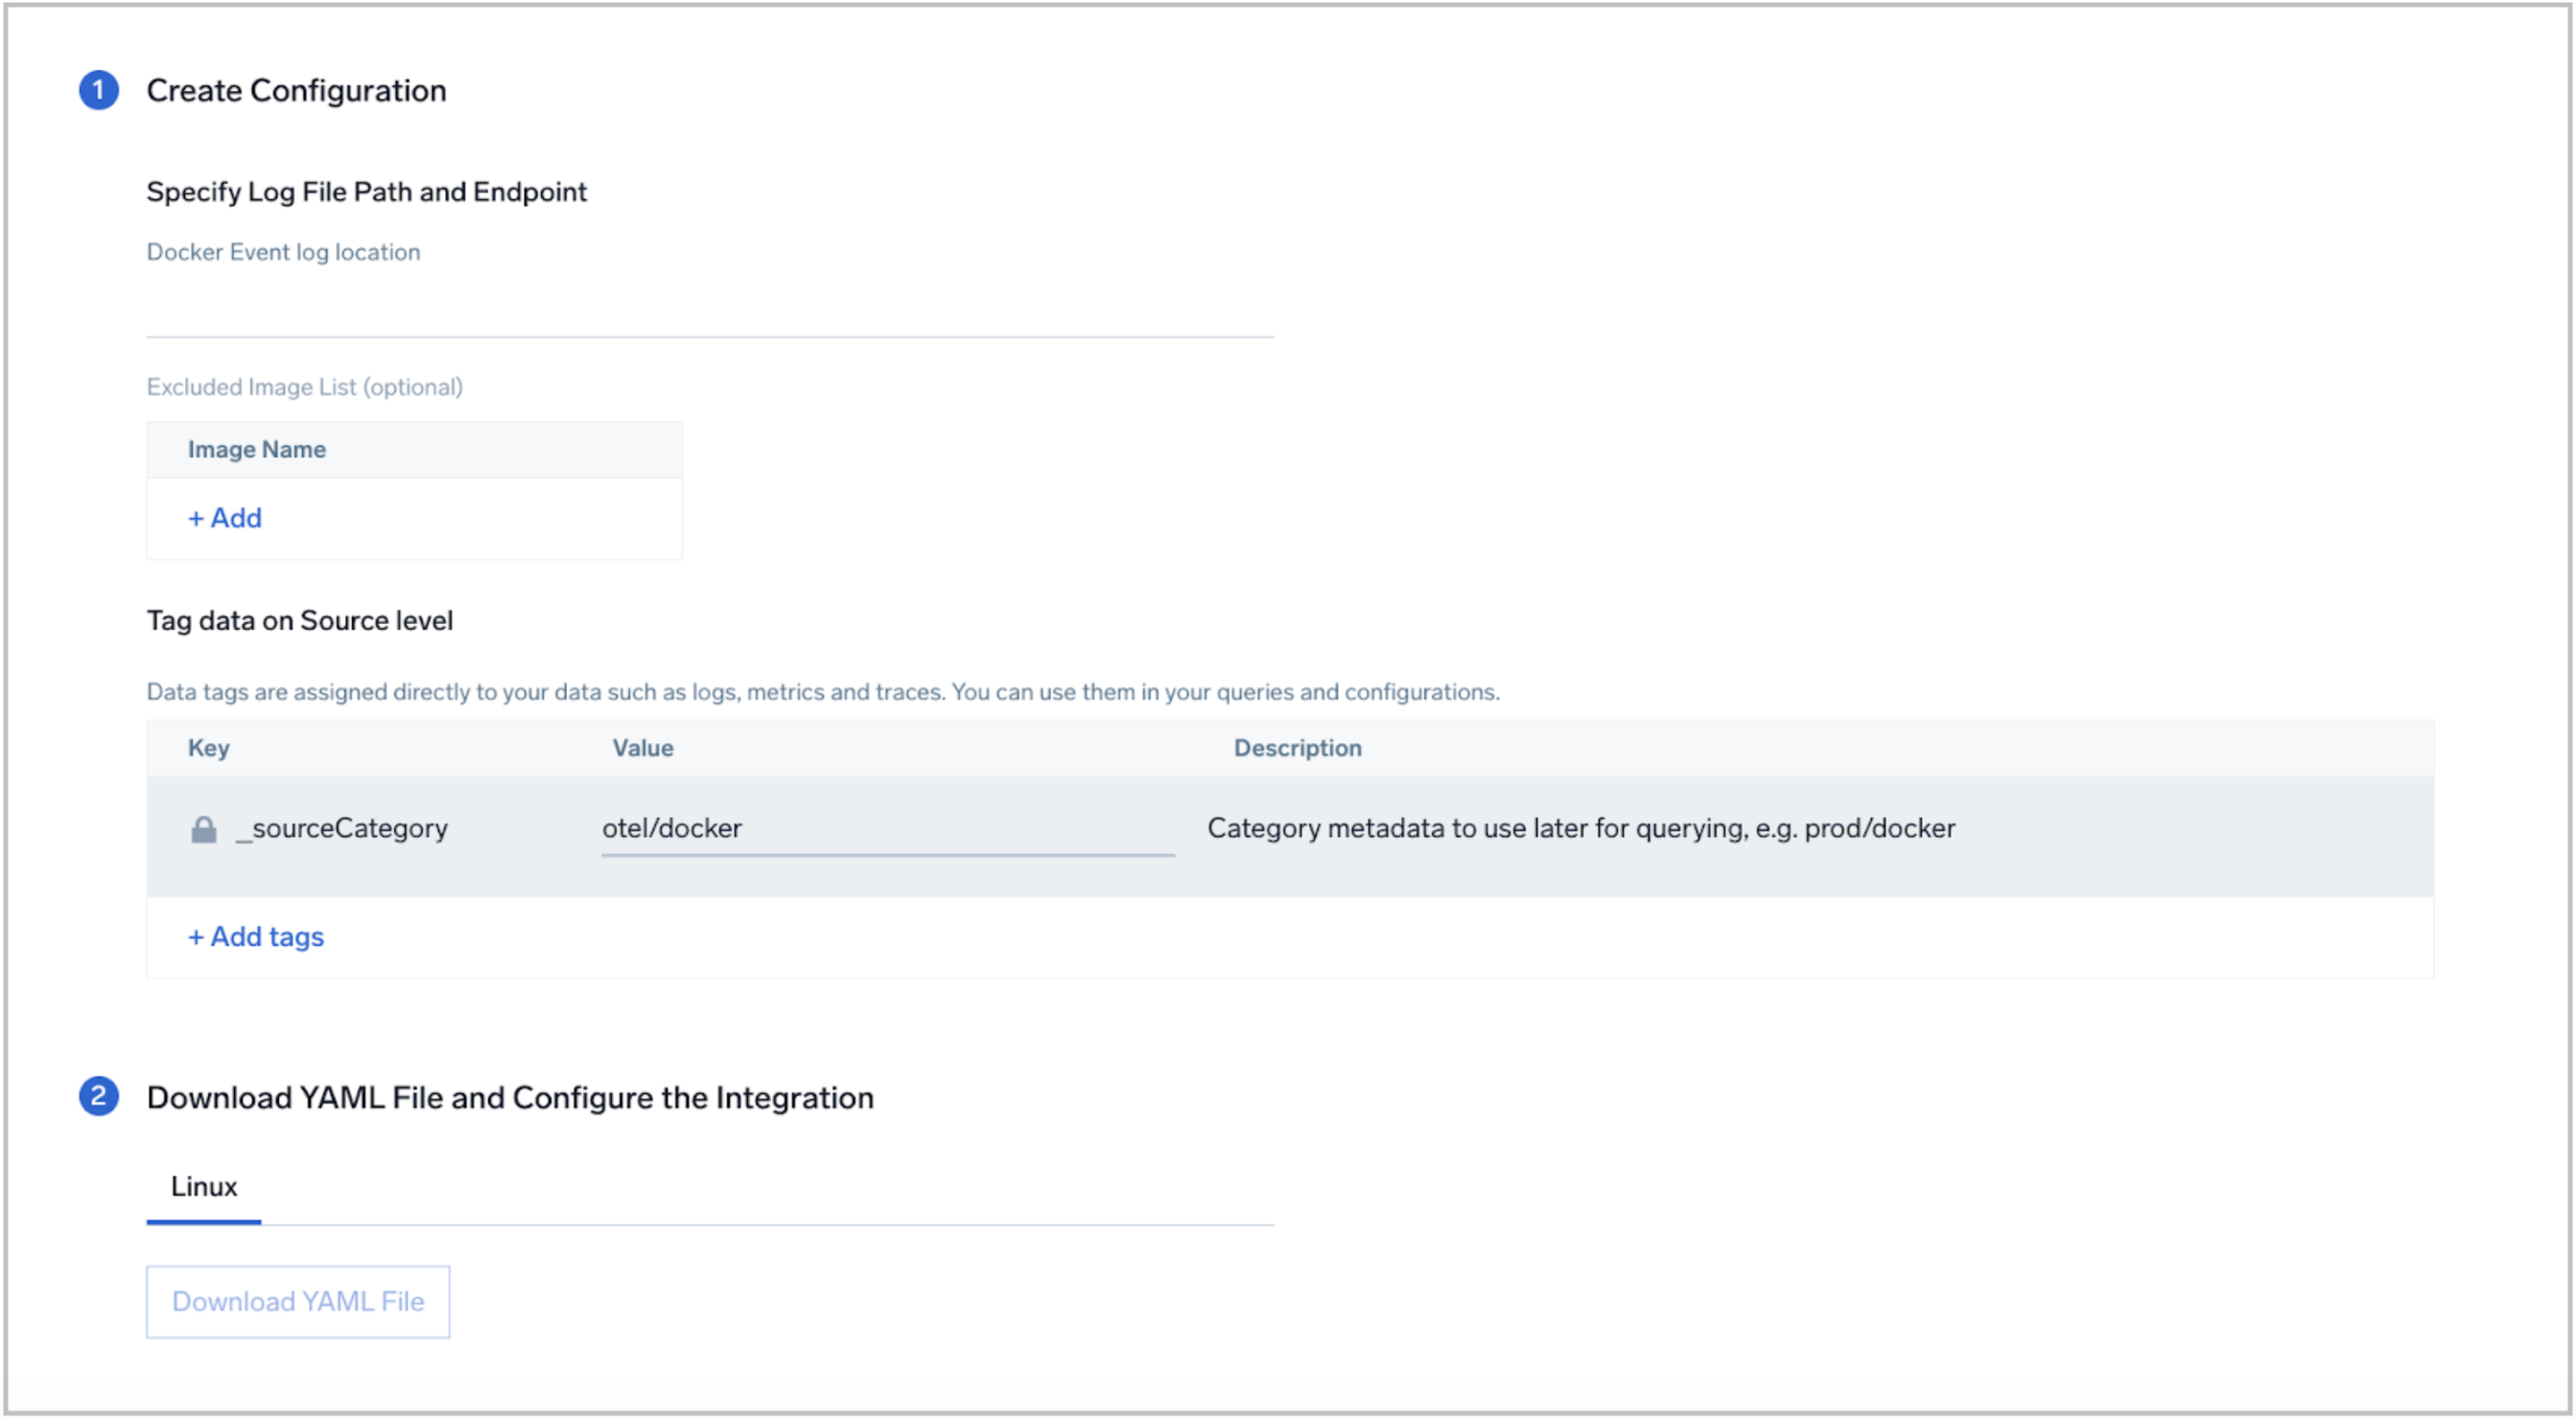 1 Create Configuration
Specify Log File Path and Endpoint
Docker Event log location
Excluded Image List (optional)
Image Name
+ Add
Tag data on Source level
Data tags are assigned directly to your data such as logs, metrics and traces. You can use them in your queries and configurations.
Key Value Description
_sourceCategory otel/docker Category metadata to use later for querying, e.g. prod/docker
+ Add tags
2 Download YAML File and Configure the Integration
Linux
Download YAML File